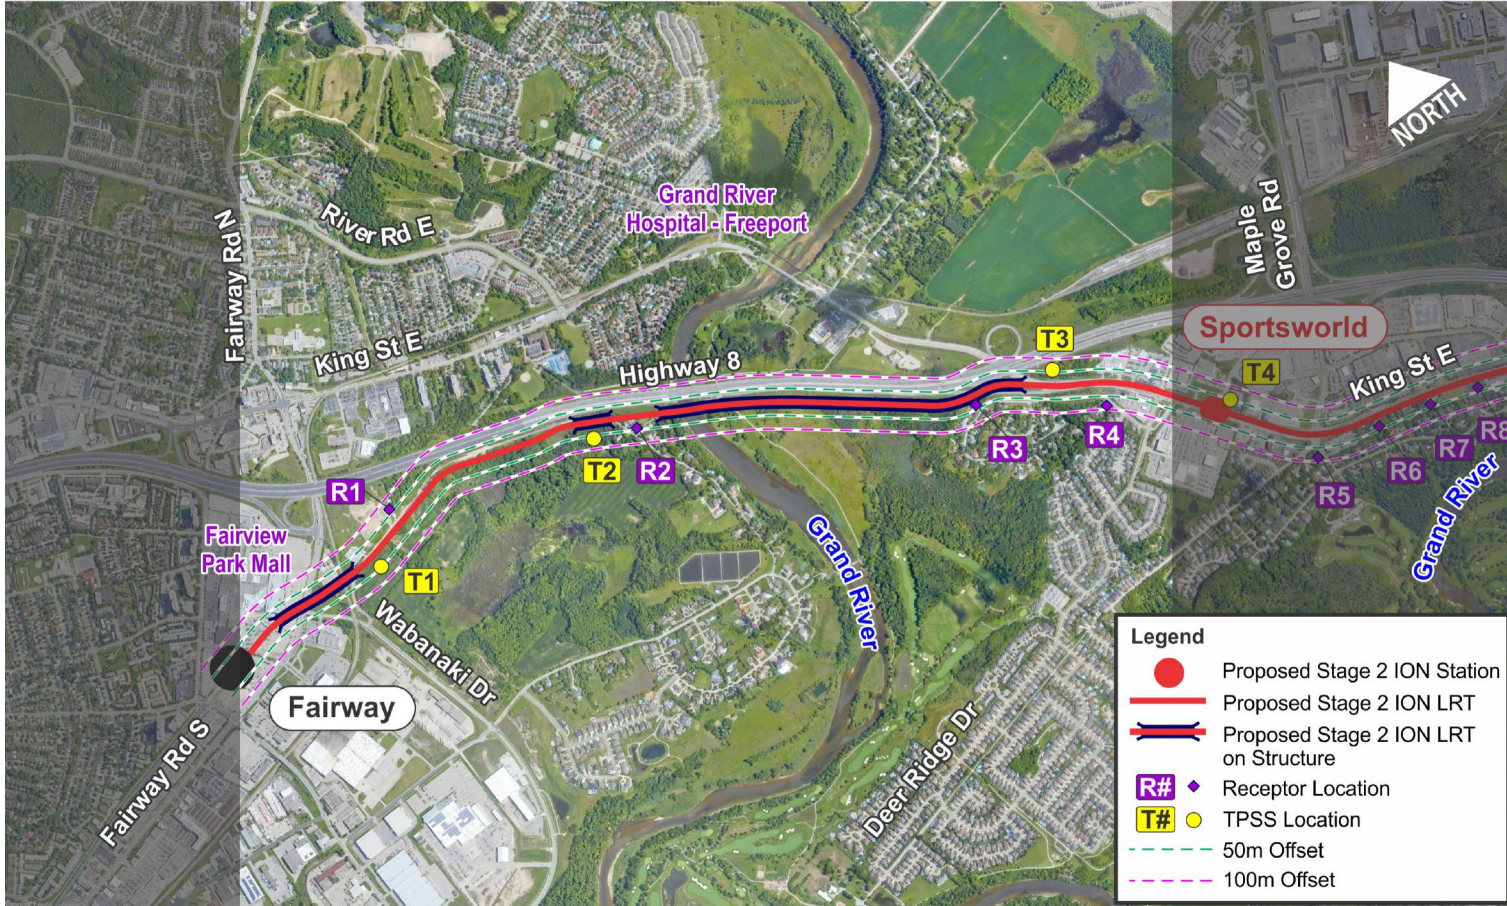 NORTH
Grand River
Hospital - Freeport
River Rd E
Fairway Rd N
Maple
Grove Rd
Sportsworld
King St E
Highway 8
T3
T4
King St E
R1
T2
R2
R3
R4
R5
R6
R7
R8
Fairview
Park Mall
T1
Grand River
Grand River
Wabanaki Dr
Fairway
Fairway Rd S
Deer Ridge Dr
Legend
Proposed Stage 2 ION Station
Proposed Stage 2 ION LRT
Proposed Stage 2 ION LRT
on Structure
R# Receptor Location
T# TPSS Location
50m Offset
100m Offset